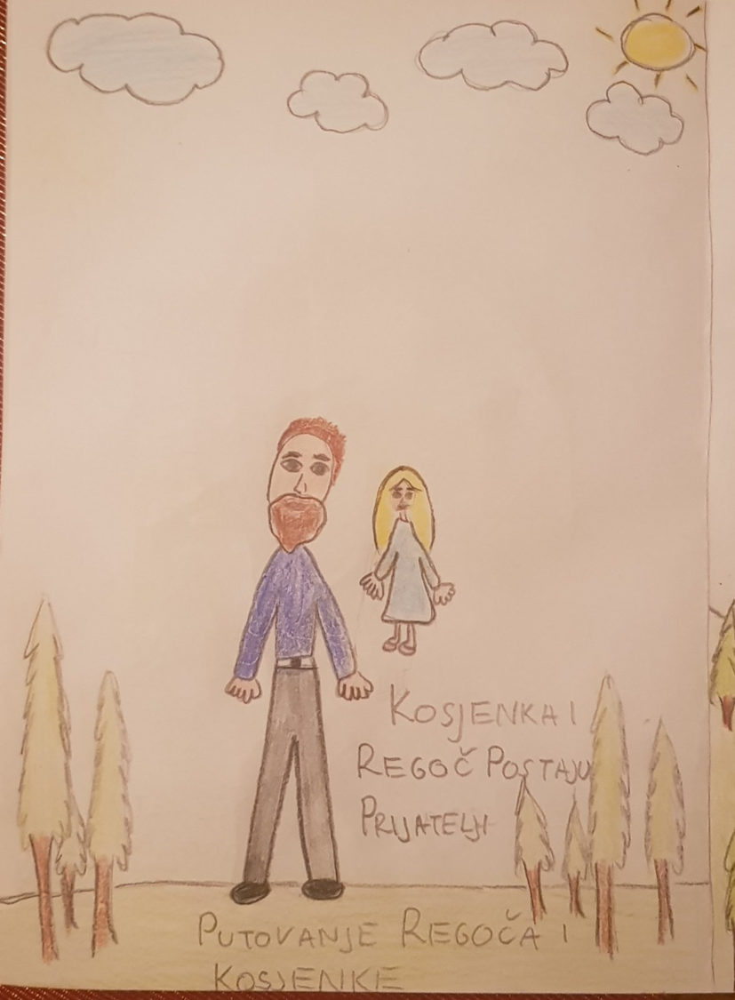 KOSJENKA I
REGOČ POSTAJU
PRIJATELJI
PUTOVANJE REGOČA I
KOSJENKE